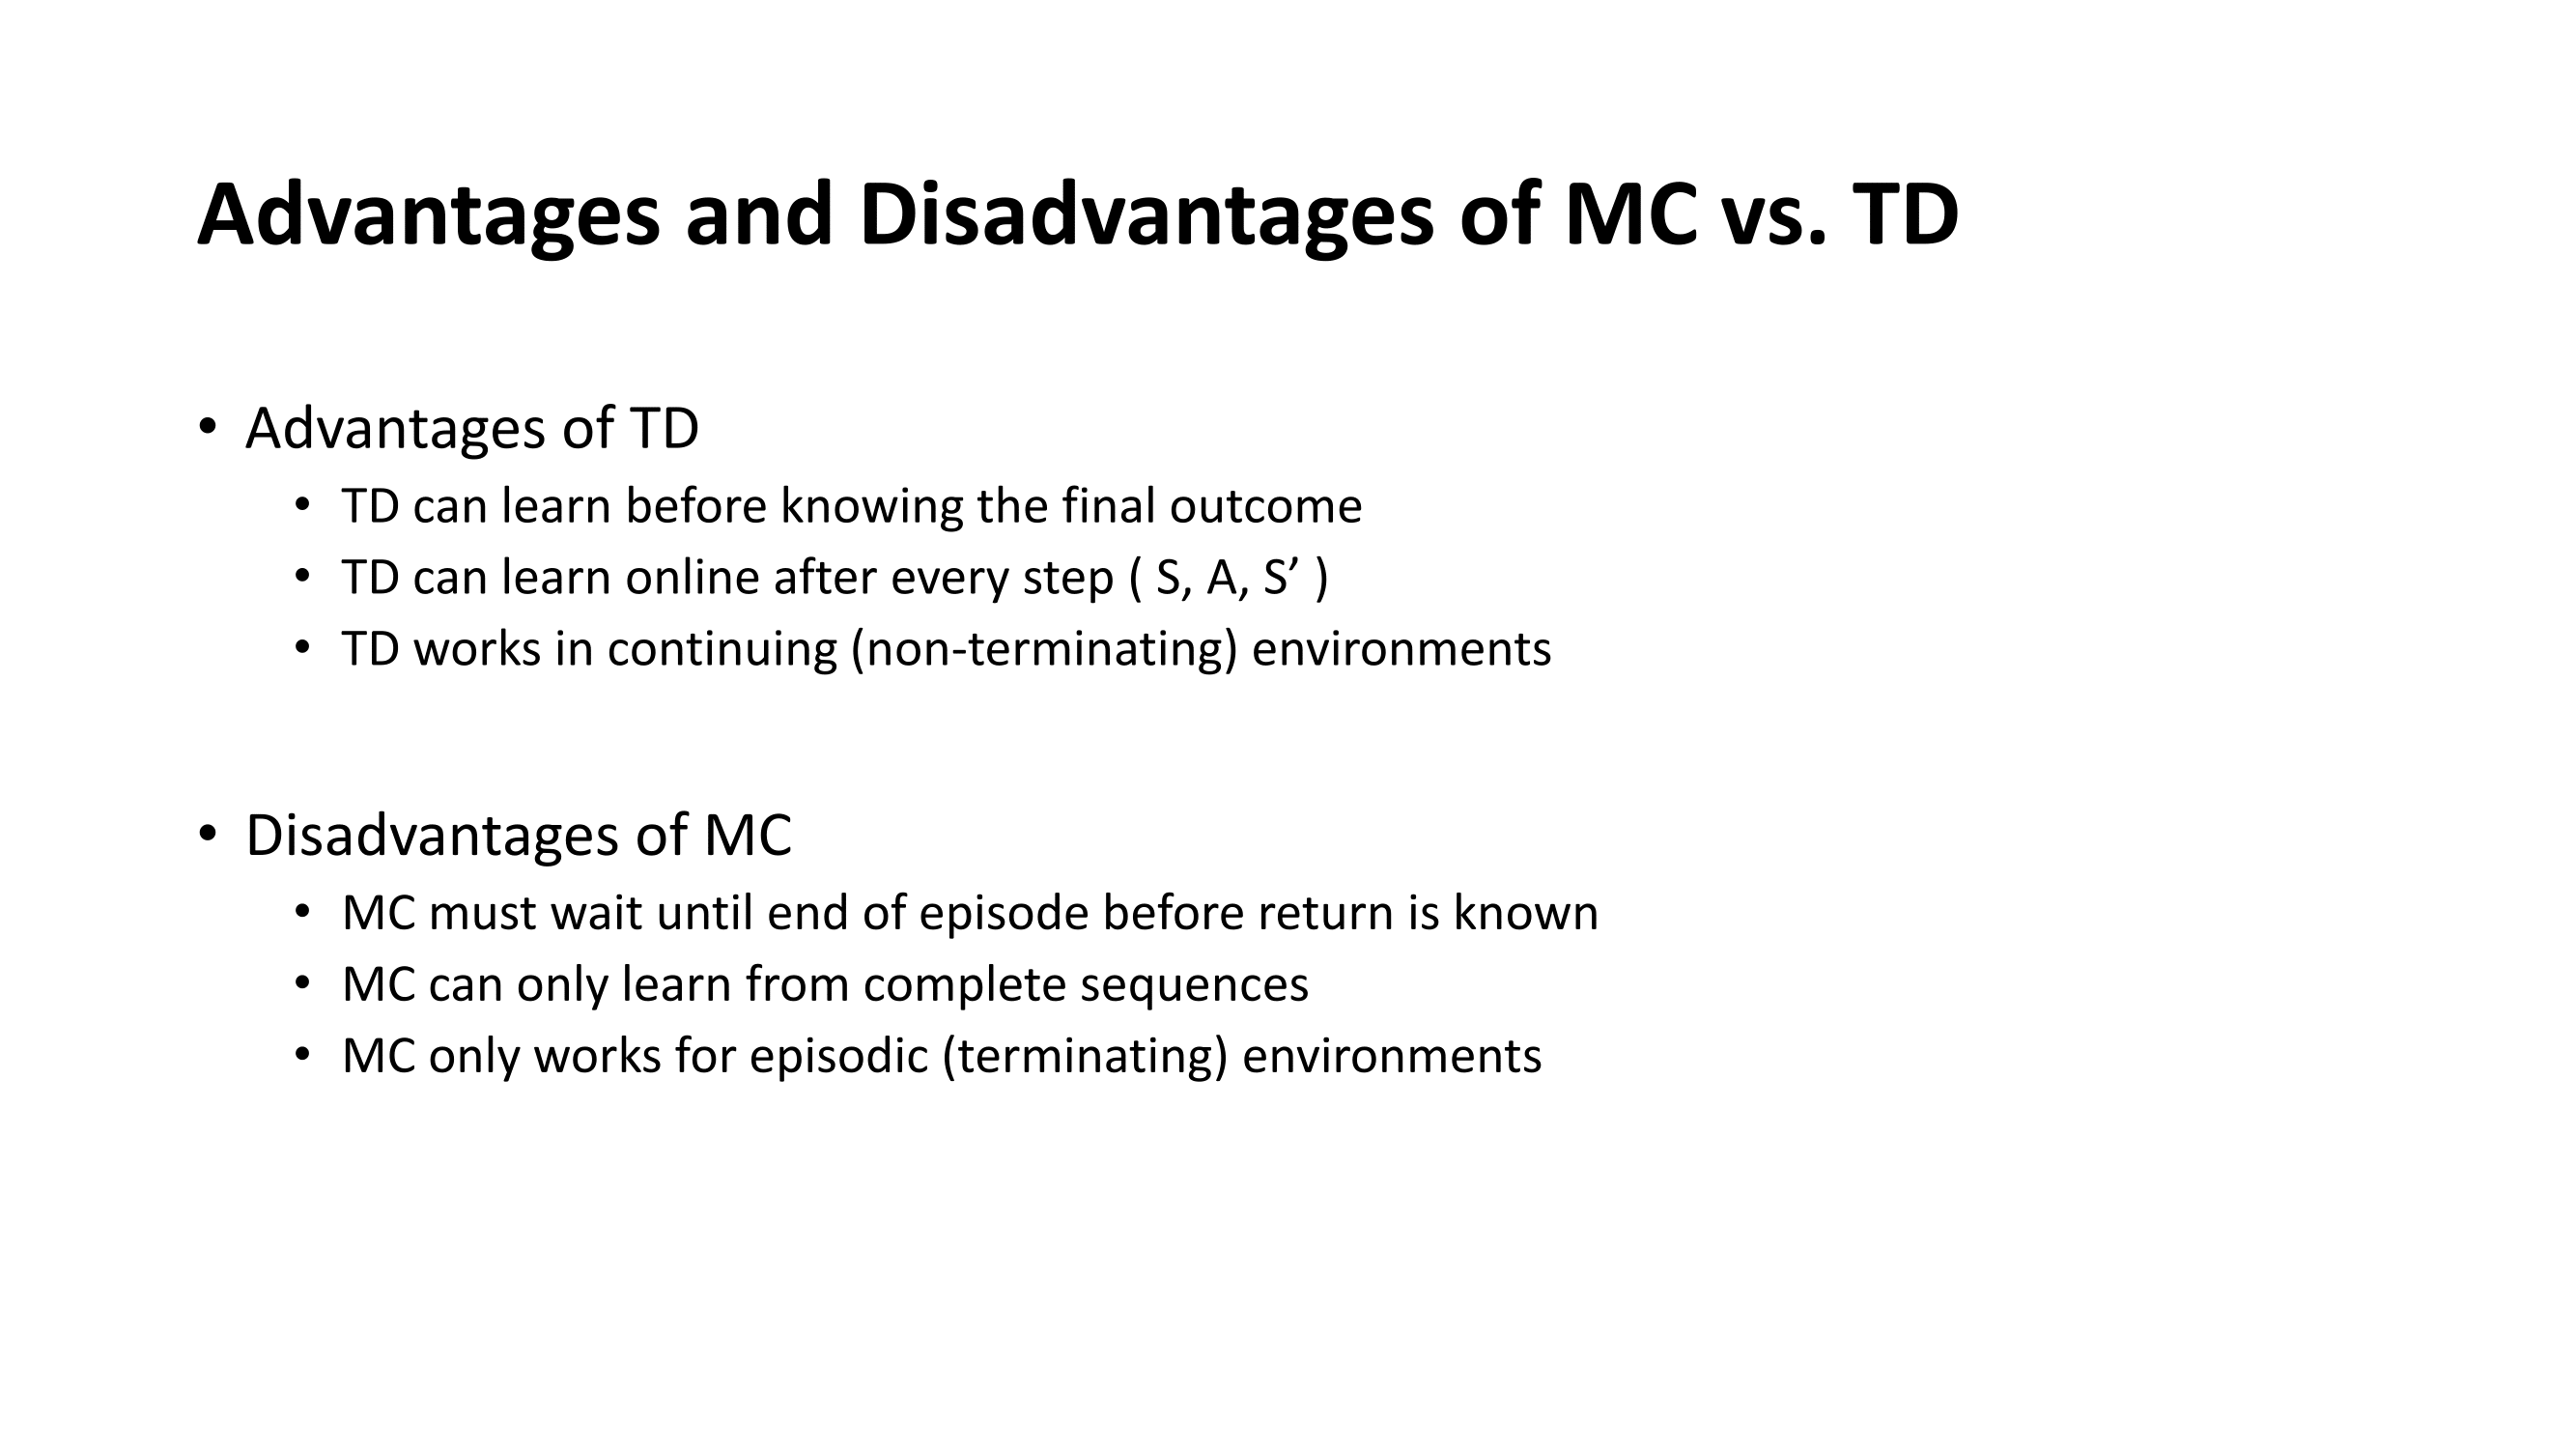 Advantages and Disadvantages of MC vs. TD
• Advantages of TD
• TD can learn before knowing the final outcome
• TD can learn online after every step ( S, A, S’ )
• TD works in continuing (non-terminating) environments
• Disadvantages of MC
• MC must wait until end of episode before return is known
• MC can only learn from complete sequences
• MC only works for episodic (terminating) environments